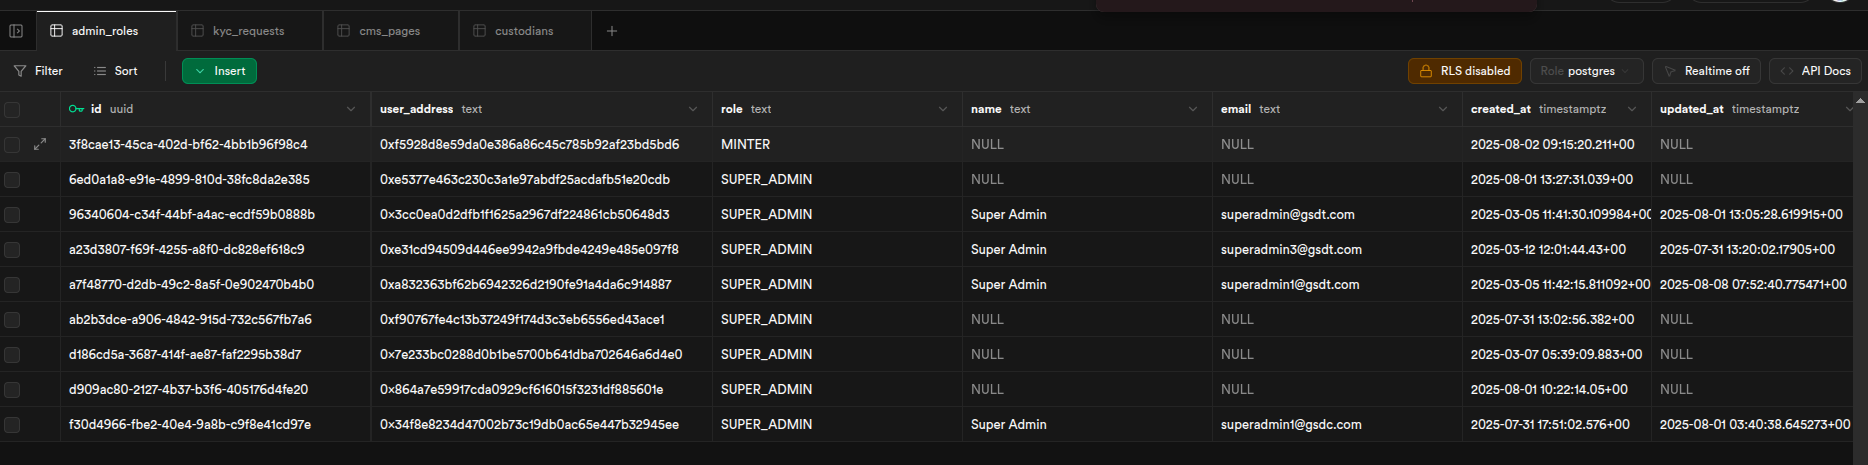 admin_roles kyc_requests cms_pages custodians
Filter Sort Insert RLS disabled Role postgres Realtime off API Docs
id uuid user_address text role text name text email text created_at timestamptz updated_at timestamptz
3f8cae13-45ca-402d-bf62-4bb1b96f98c4 0xf5928d8e59da0e386a86c45c785b92af23bd5bd6 MINTER NULL NULL 2025-08-02 09:15:20.211+00 NULL
6ed0a1a8-e91e-4899-810d-38fc8da2e385 0xe5377e463c230c3a1e97abdf25acdafb51e20cdb SUPER_ADMIN NULL NULL 2025-08-01 13:27:31.039+00 NULL
96340604-c34f-44bf-a4ac-ecdf59b0888b 0x3cc0ea0d2dfb1f1625a2967df224861cb50648d3 SUPER_ADMIN Super Admin superadmin@gsdt.com 2025-03-05 11:41:30.109984+00 2025-08-01 13:05:28.619915+00
a23d3807-f69f-4255-a8f0-dc828ef618c9 0xe31cd94509d446ee9942a9fbde4249e485e097f8 SUPER_ADMIN Super Admin superadmin3@gsdt.com 2025-03-12 12:01:44.43+00 2025-07-31 13:20:02.17905+00
a7f48770-d2db-49c2-8a5f-0e902470b4b0 0xa832363bf62b6942326d2190fe91a4da6c914887 SUPER_ADMIN Super Admin superadmin1@gsdt.com 2025-03-05 11:42:15.811092+00 2025-08-08 07:52:40.775471+00
ab2b3dce-a906-4842-915d-732c567fb7a6 0xf90767fe4c13b37249f174d3c3eb6556ed43ace1 SUPER_ADMIN NULL NULL 2025-07-31 13:02:56.382+00 NULL
d186cd5a-3687-414f-ae87-faf2295b38d7 0x7e233bc0288d0b1be5700b641dba702646a6d4e0 SUPER_ADMIN NULL NULL 2025-03-07 05:39:09.883+00 NULL
d909ac80-2127-4b37-b3f6-405176d4fe20 0x864a7e59917cda0929cf616015f3231df885601e SUPER_ADMIN NULL NULL 2025-08-01 10:22:14.05+00 NULL
f30d4966-fbe2-40e4-9a8b-c9f8e41cd97e 0x34f8e8234d47002b73c19db0ac65e447b32945ee SUPER_ADMIN Super Admin superadmin1@gsdc.com 2025-07-31 17:51:02.576+00 2025-08-01 03:40:38.645273+00